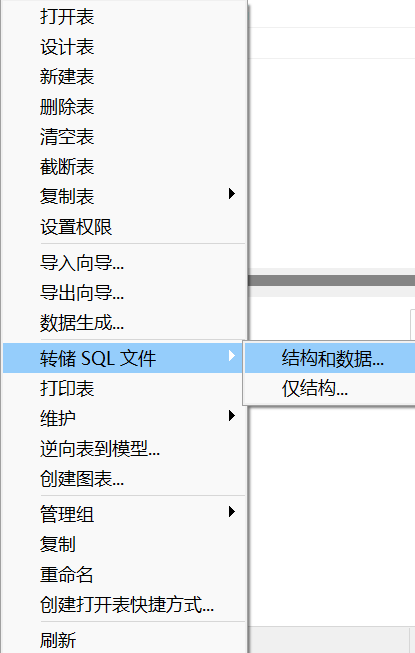 打开表
设计表
新建表
删除表
清空表
截断表
复制表
设置权限
导入向导...
导出向导...
数据生成...
转储 SQL 文件
结构和数据...
仅结构...
打印表
维护
逆向表到模型...
创建图表...
管理组
复制
重命名
创建打开表快捷方式...
刷新